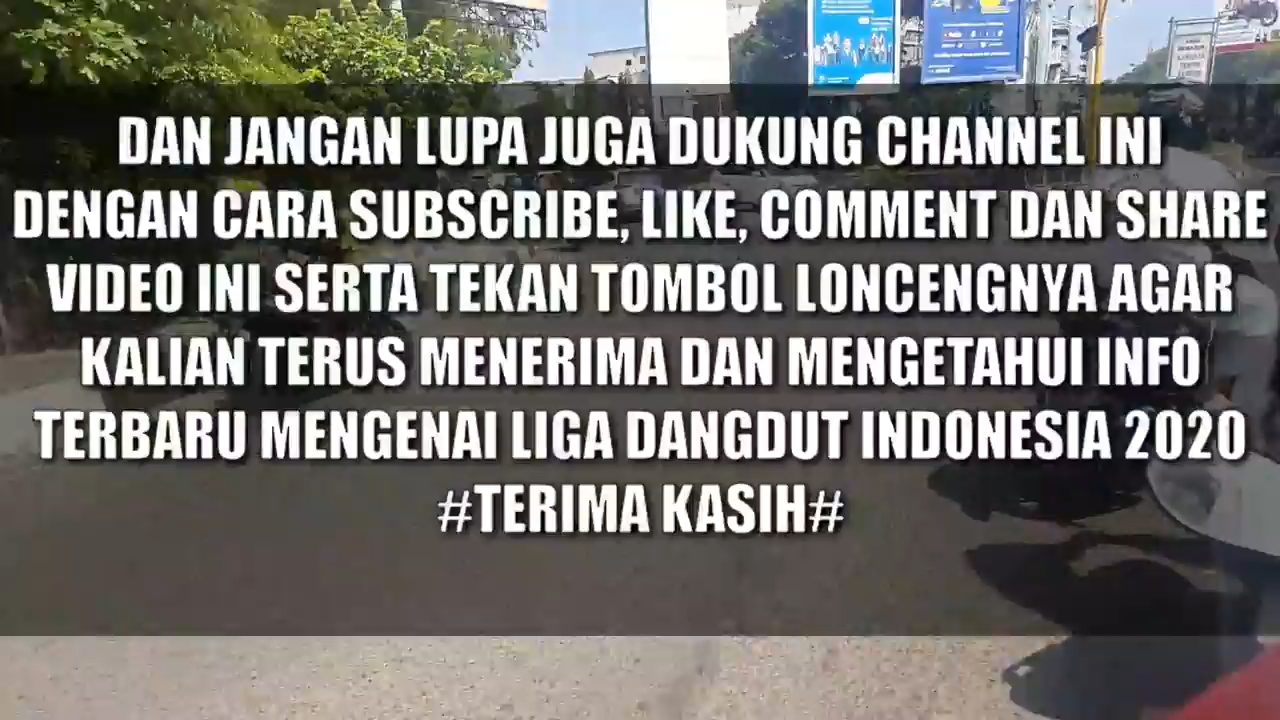 DAN JANGAN LUPA JUGA DUKUNG CHANNEL INI
DENGAN CARA SUBSCRIBE, LIKE, COMMENT DAN SHARE
VIDEO INI SERTA TEKAN TOMBOL LONCENGNYA AGAR
KALIAN TERUS MENERIMA DAN MENGETAHUI INFO
TERBARU MENGENAI LIGA DANGDUT INDONESIA 2020
#TERIMA KASIH#